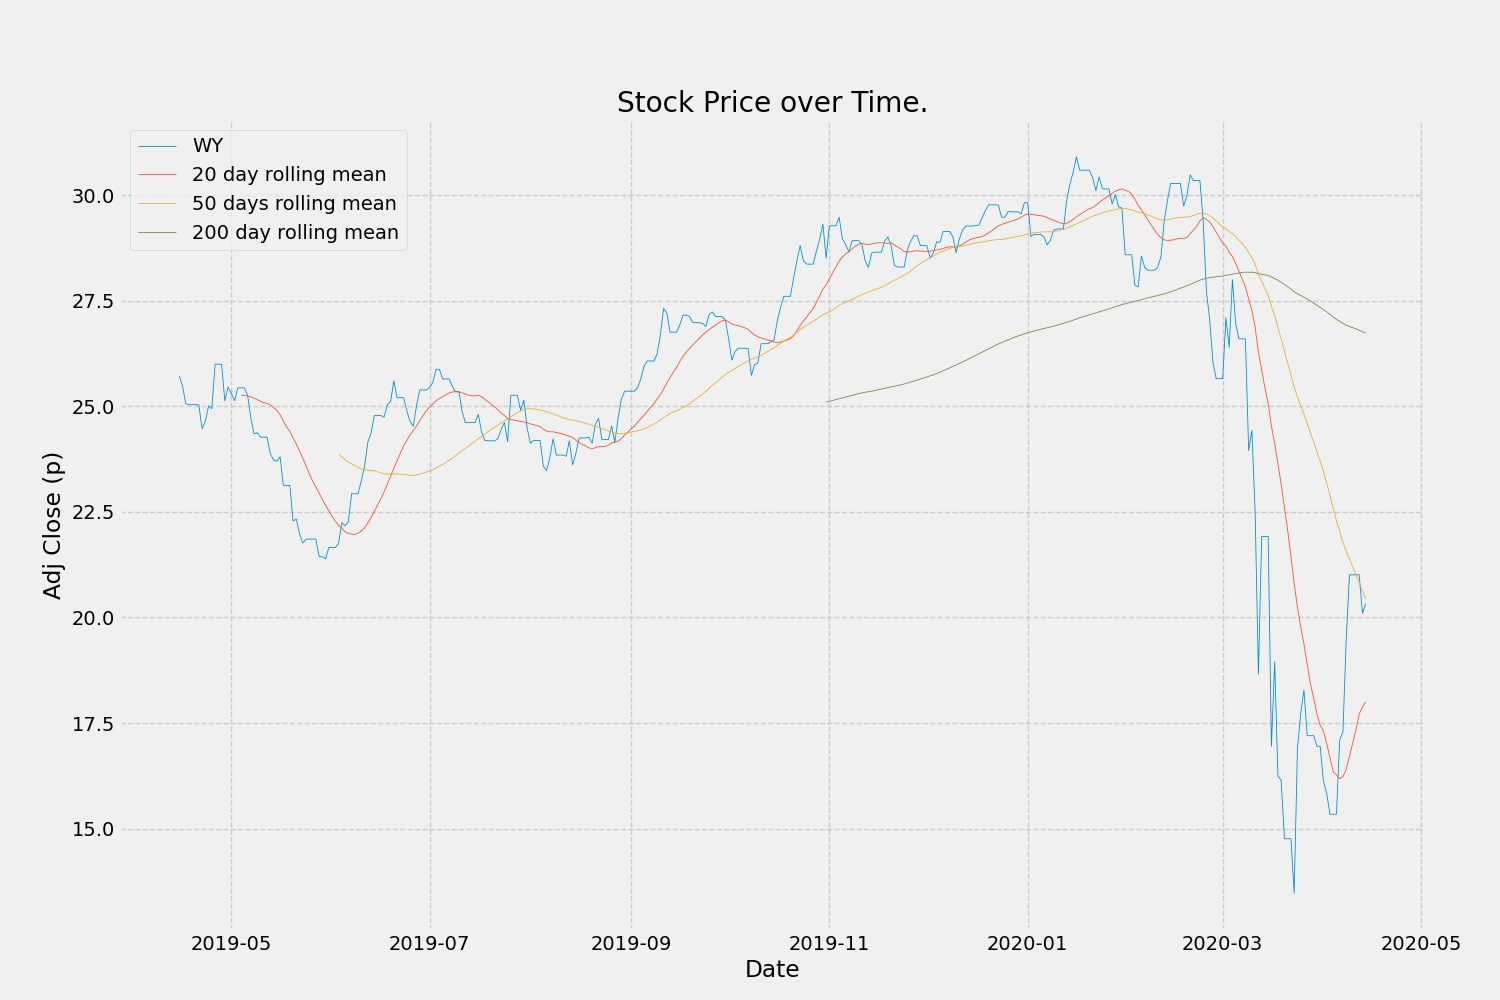 Stock Price over Time.
WY
20 day rolling mean
50 days rolling mean
200 day rolling mean
30.0
27.5
25.0
22.5
20.0
17.5
15.0
Adj Close (p)
2019-05 2019-07 2019-09 2019-11 2020-01 2020-03 2020-05
Date